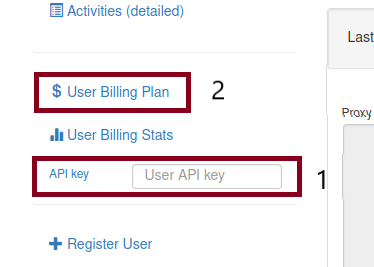 Activities (detailed)
Last
$ User Billing Plan
2
Proxy
User Billing Stats
API key
User API key
1
+ Register User